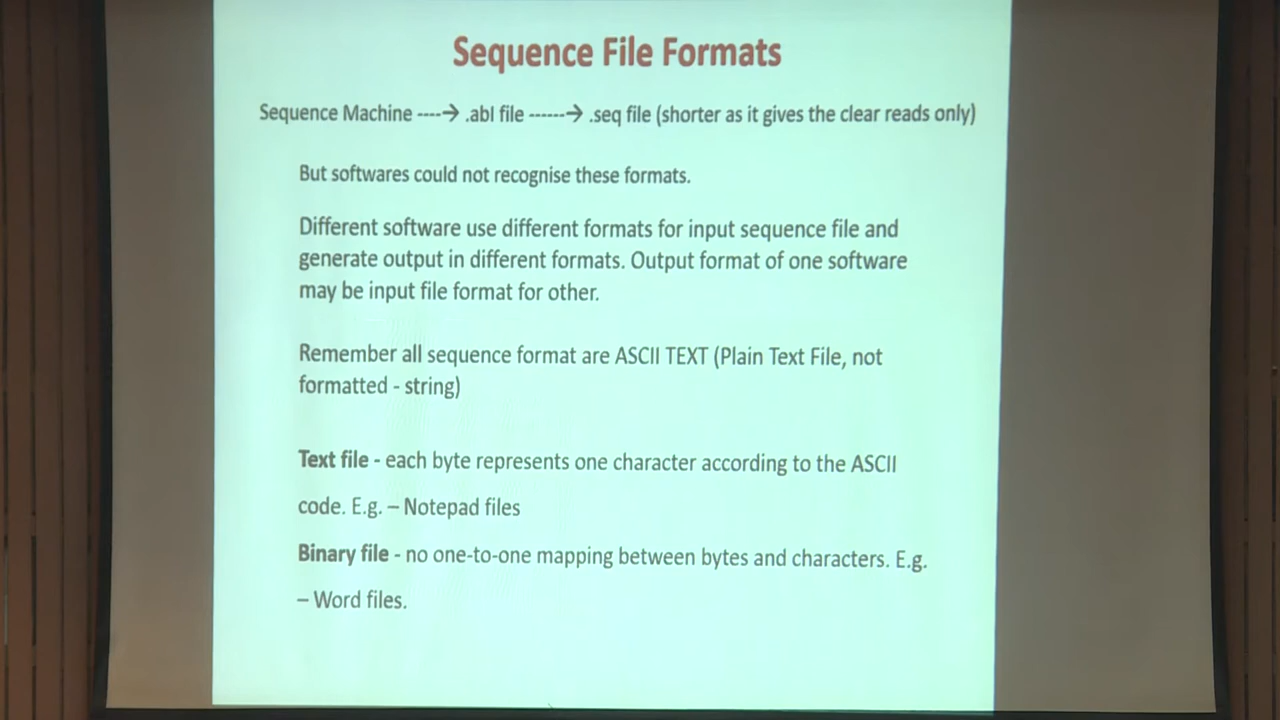 Sequence File Formats
Sequence Machine ----→ .abl file ------→ .seq file (shorter as it gives the clear reads only)
But softwares could not recognise these formats.
Different software use different formats for input sequence file and
generate output in different formats. Output format of one software
may be input file format for other.
Remember all sequence format are ASCII TEXT (Plain Text File, not
formatted - string)
Text file - each byte represents one character according to the ASCII
code. E.g. – Notepad files
Binary file - no one-to-one mapping between bytes and characters. E.g.
– Word files.